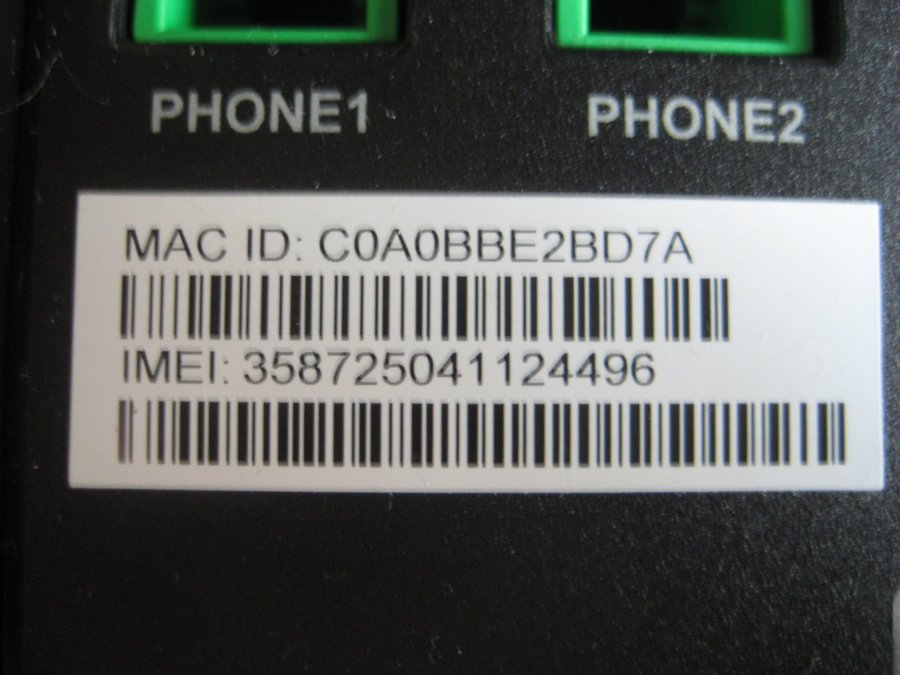 PHONE1 PHONE2
MAC ID: C0A0BBE2BD7A
IMEI: 358725041124496